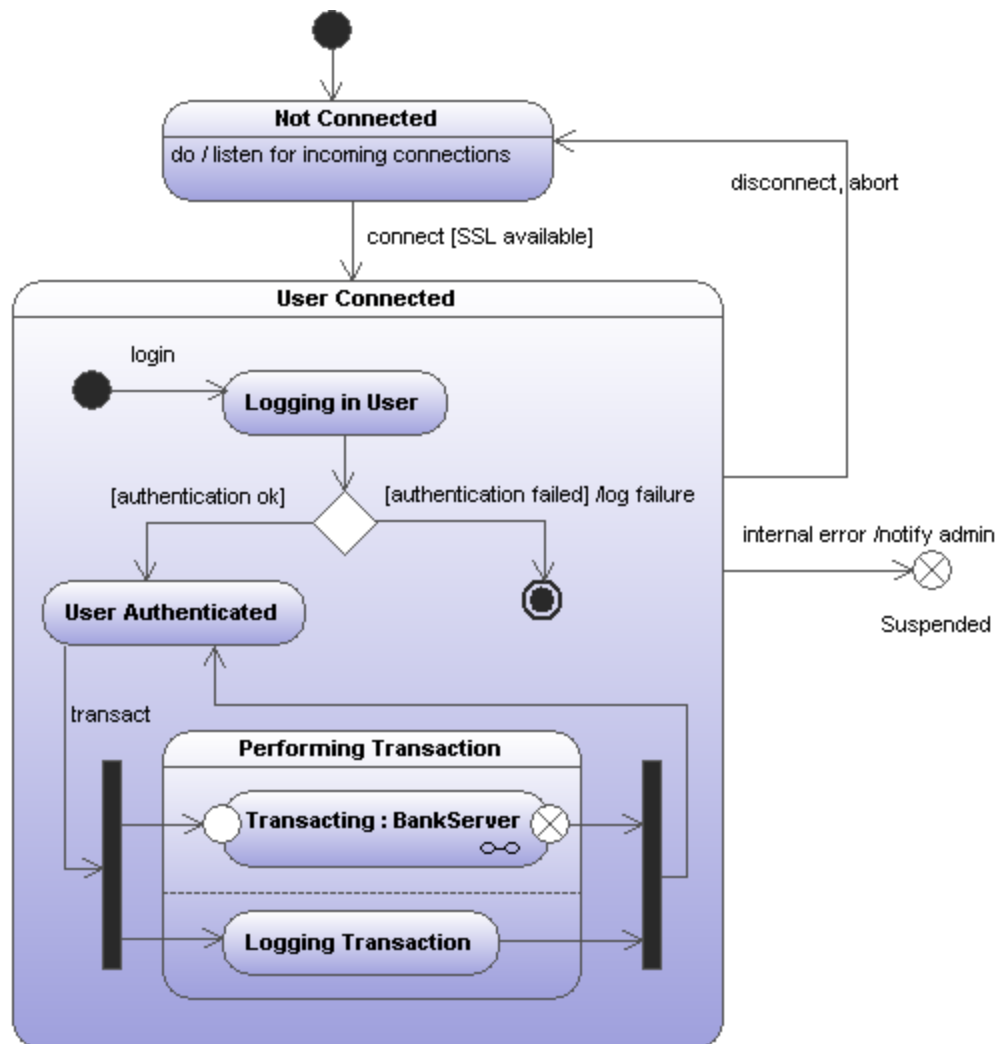 Not Connected
do / listen for incoming connections
disconnect, abort
connect [SSL available]
User Connected
login
Logging in User
[authentication ok]
[authentication failed] /log failure
internal error /notify admin
User Authenticated
Suspended
transact
Performing Transaction
Transacting : BankServer
Logging Transaction